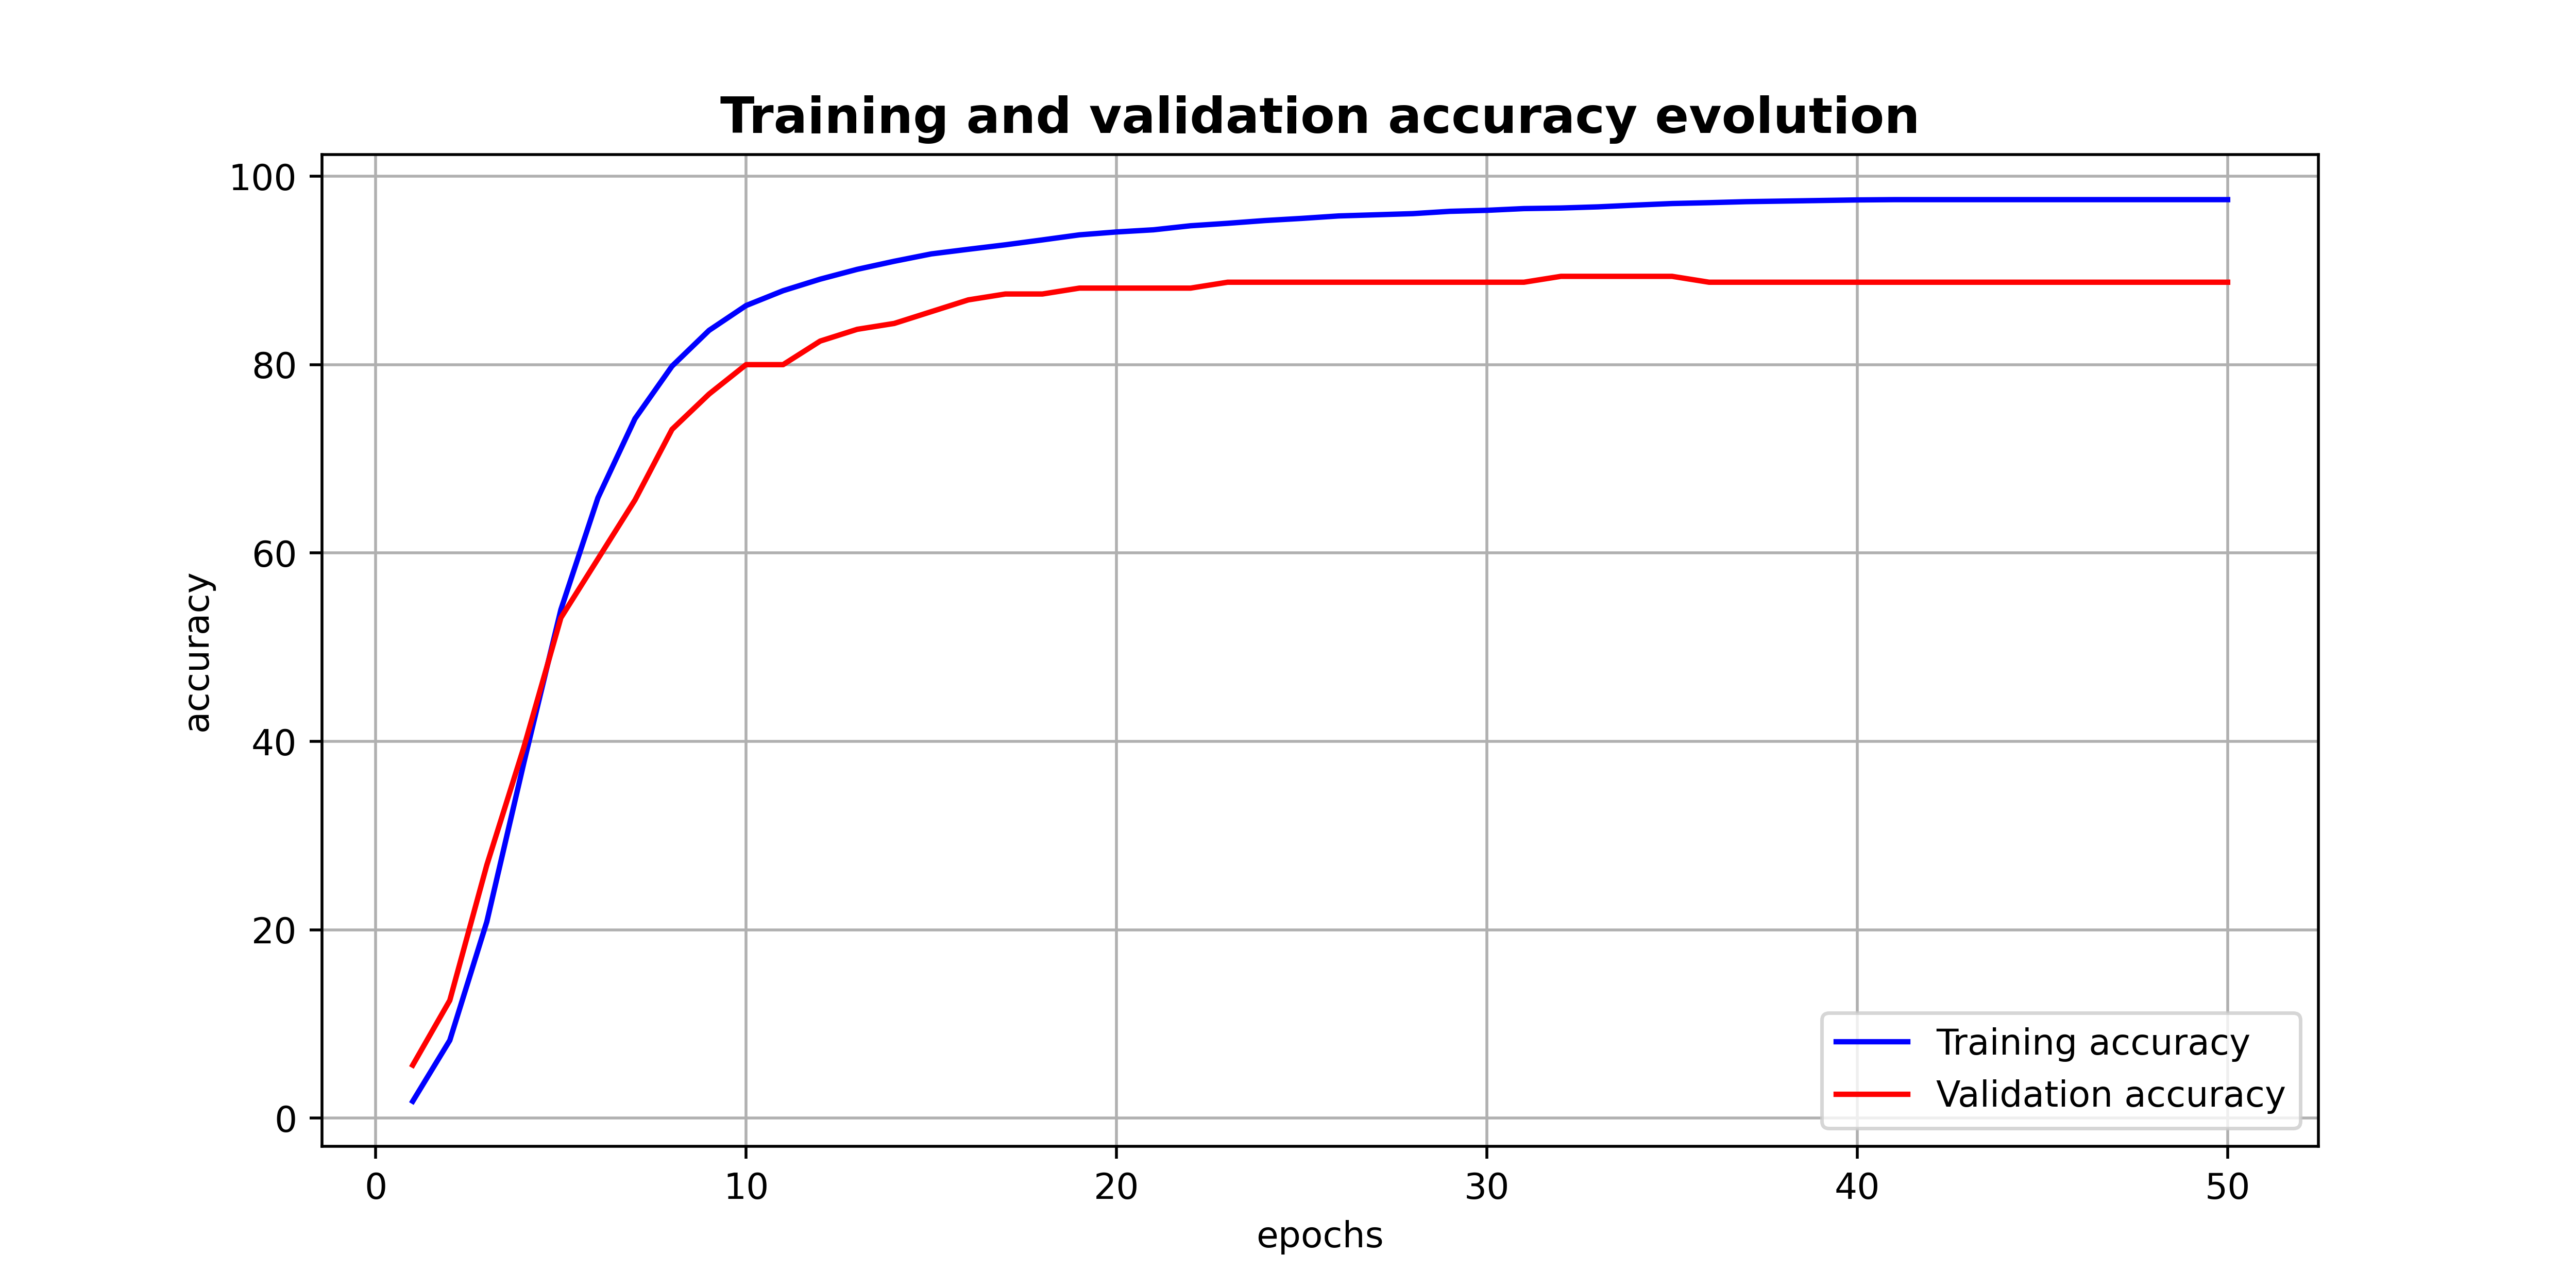 Training and validation accuracy evolution
100
80
60
40
20
0
accuracy
0 10 20 30 40 50
epochs
Training accuracy
Validation accuracy